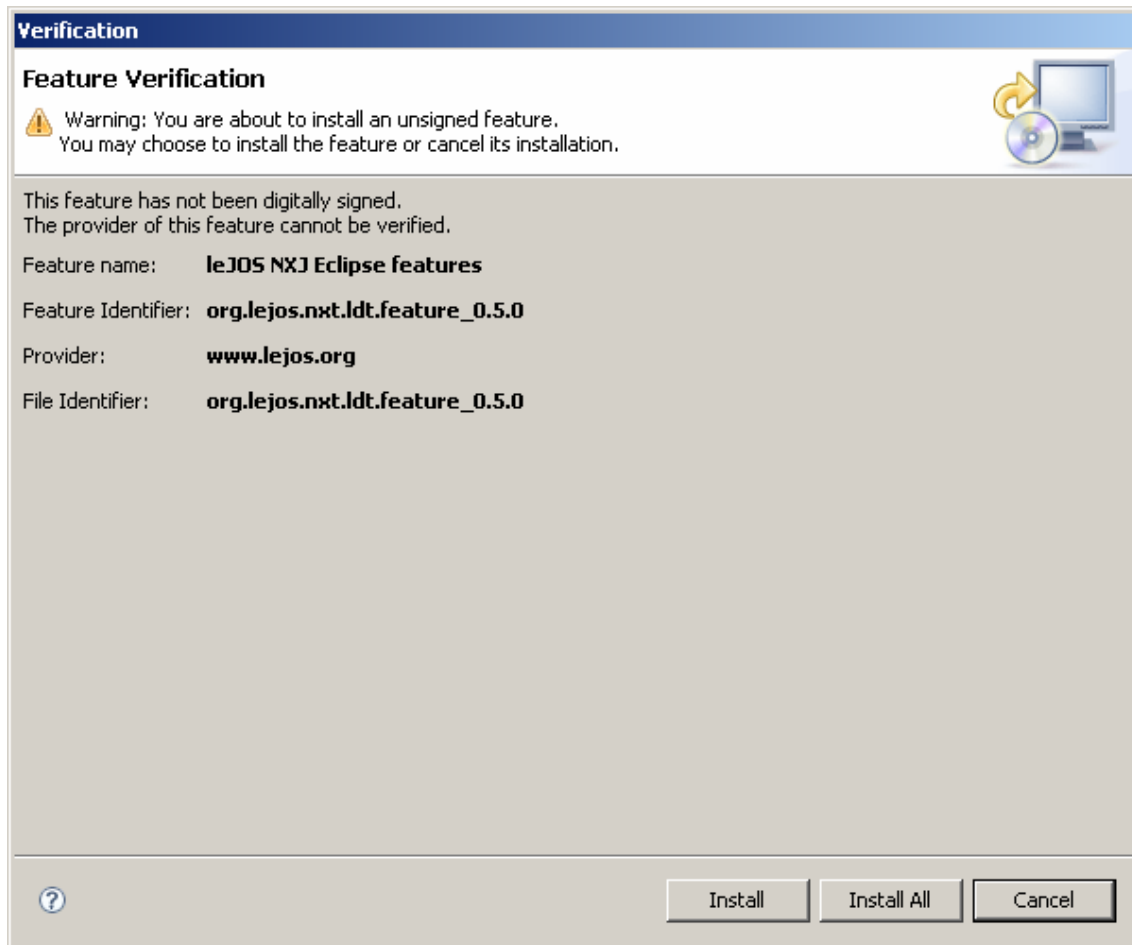 Verification
Feature Verification
Warning: You are about to install an unsigned feature.
You may choose to install the feature or cancel its installation.
This feature has not been digitally signed.
The provider of this feature cannot be verified.
Feature name: leJOS NXJ Eclipse features
Feature Identifier: org.lejos.nxt.ldt.feature_0.5.0
Provider: www.lejos.org
File Identifier: org.lejos.nxt.ldt.feature_0.5.0
? Install Install All Cancel